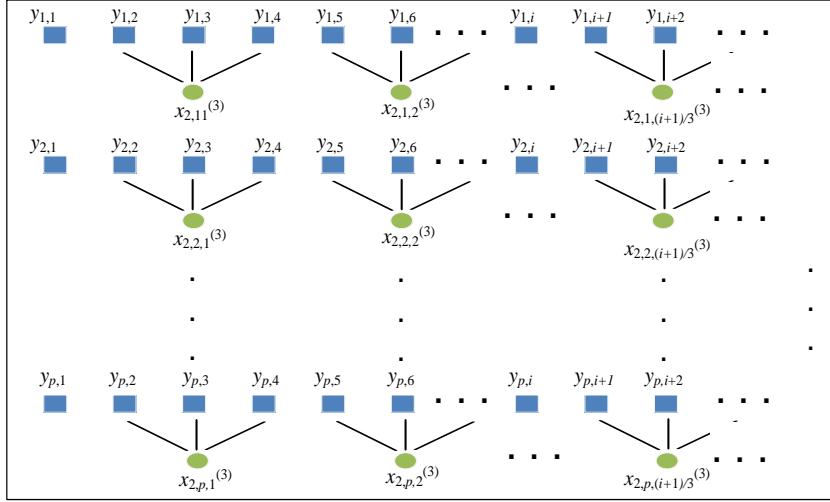 y1,1 y1,2 y1,3 y1,4 y1,5 y1,6 . . . y1,i y1,i+1 y1,i+2 . . .
. . . . . .
x2,11(3) x2,1,2(3) x2,1,(i+1)/3(3)
y2,1 y2,2 y2,3 y2,4 y2,5 y2,6 . . . y2,i y2,i+1 y2,i+2 . . .
. . . . . .
x2,2,1(3) x2,2,2(3) x2,2,(i+1)/3(3)
. . . .
. . . .
. . . .
yp,1 yp,2 yp,3 yp,4 yp,5 yp,6 . . . yp,i yp,i+1 yp,i+2 . . .
. . . . . .
x2,p,1(3) x2,p,2(3) x2,p,(i+1)/3(3)